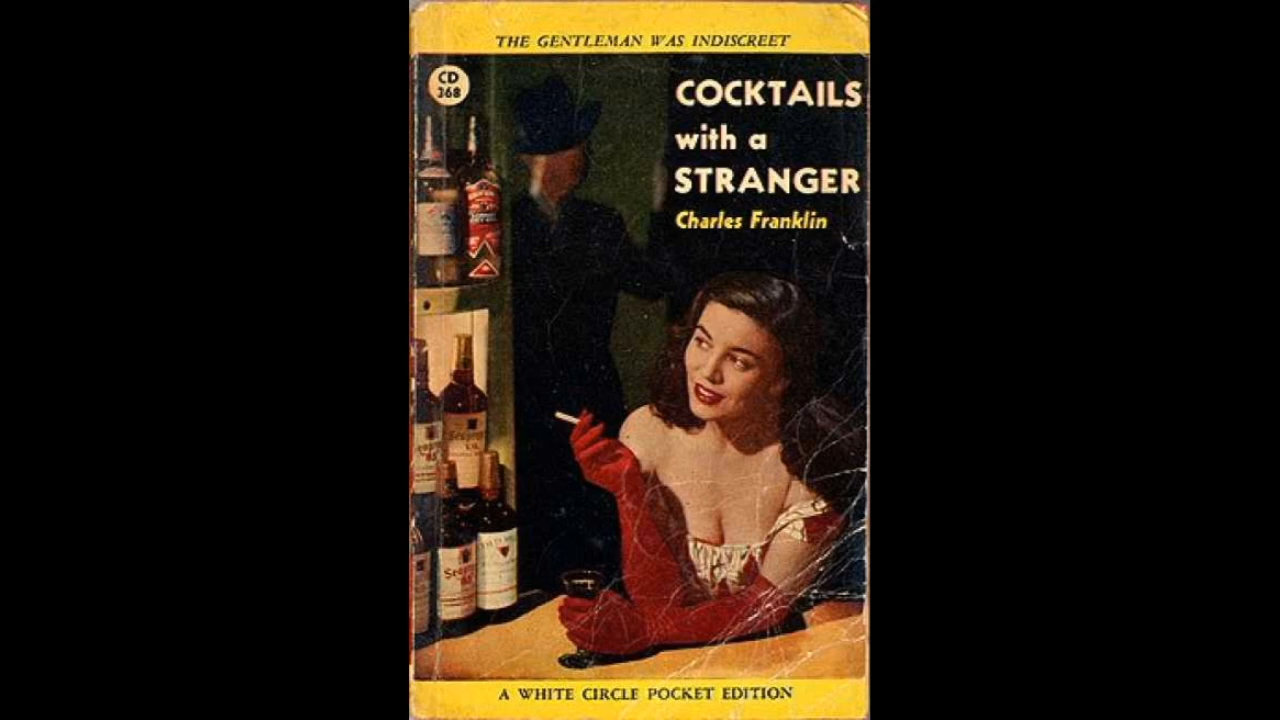 THE GENTLEMAN WAS INDISCREET
CD
368
COCKTAILS
with a
STRANGER
Charles Franklin
A WHITE CIRCLE POCKET EDITION